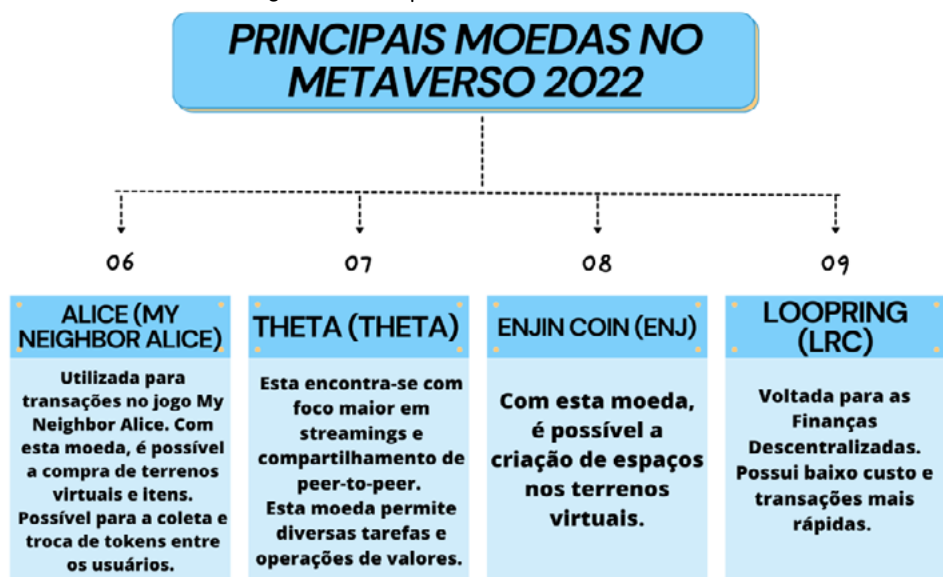 PRINCIPAIS MOEDAS NO
METAVERSO 2022
06
07
08
09
ALICE (MY
NEIGHBOR ALICE)
Utilizada para
transações no jogo My
Neighbor Alice. Com
esta moeda, é possível
a compra de terrenos
virtuais e itens.
Possível para a coleta e
troca de tokens entre
os usuários.
THETA (THETA)
Esta encontra-se com
foco maior em
streamings e
compartilhamento de
peer-to-peer.
Esta moeda permite
diversas tarefas e
operações de valores.
ENJIN COIN (ENJ)
Com esta moeda,
é possível a
criação de espaços
nos terrenos
virtuais.
LOOPRING
(LRC)
Voltada para as
Finanças
Descentralizadas.
Possui baixo custo e
transações mais
rápidas.